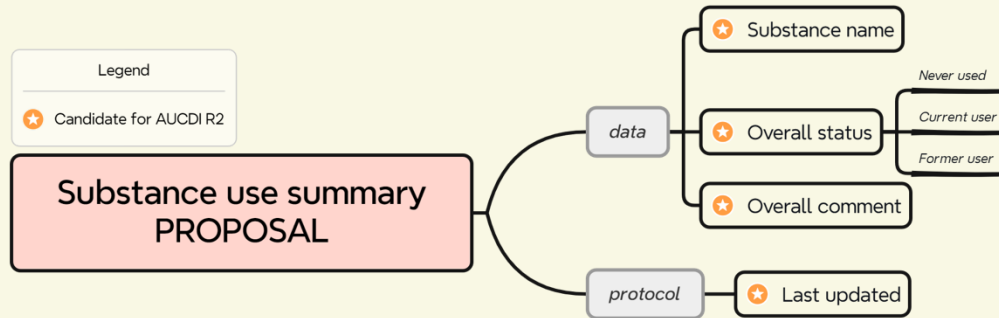 Legend
Candidate for AUCDI R2
Substance use summary
PROPOSAL
data
Substance name
Overall status
Never used
Current user
Former user
Overall comment
protocol
Last updated